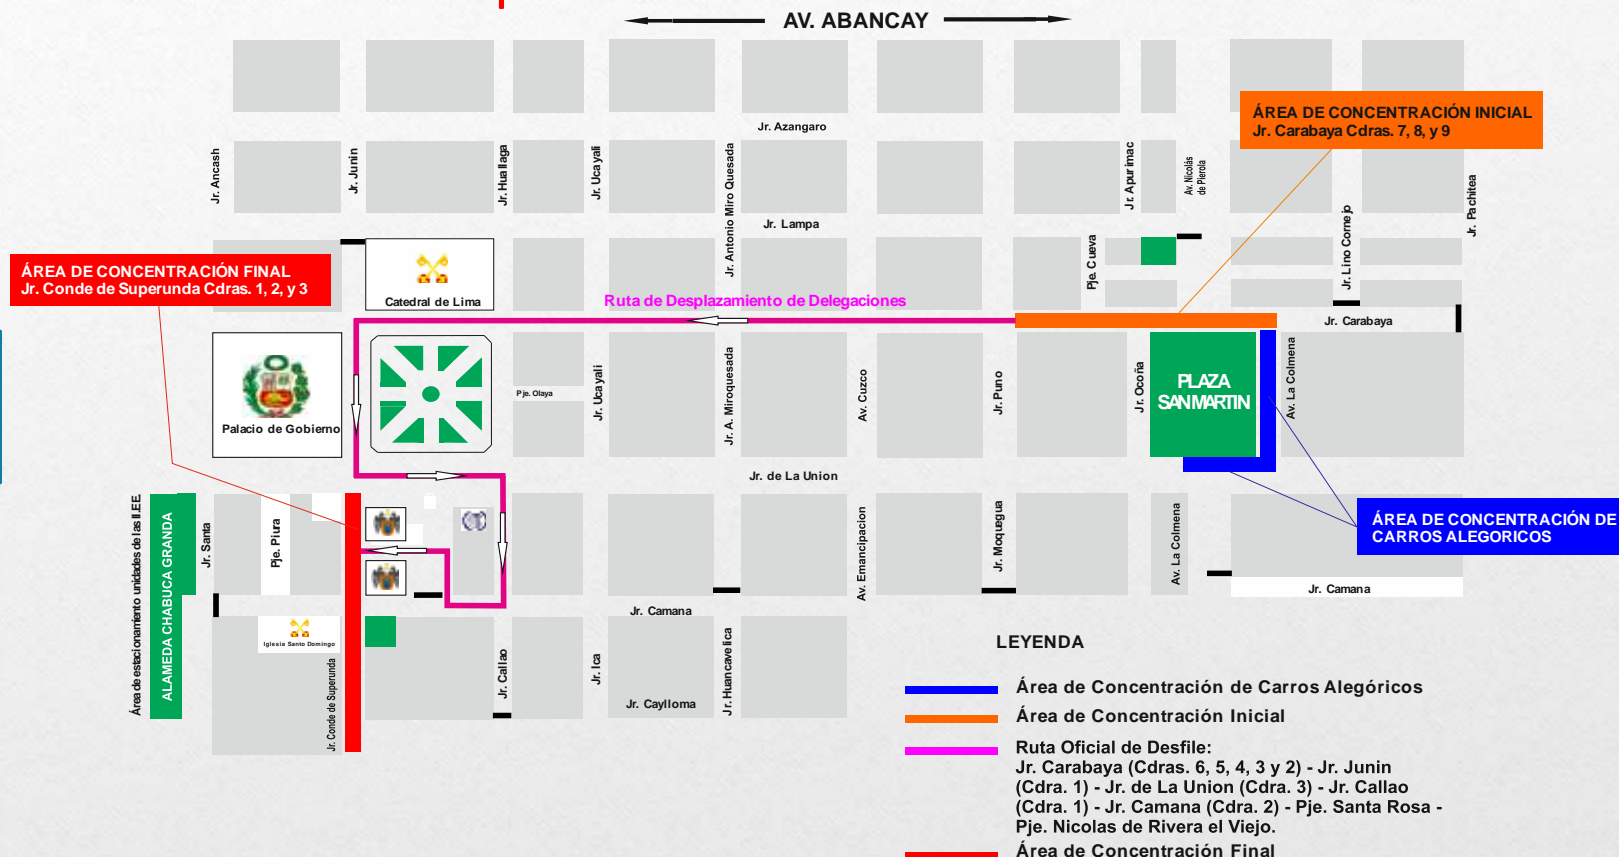 AV. ABANCAY
ÁREA DE CONCENTRACIÓN INICIAL
Jr. Carabaya Cdras. 7, 8, y 9
Jr. Azangaro
Jr. Ancash
Jr. Junin
Jr. Huallaga
Jr. Ucayali
Jr. Antonio Miro Quesada
Jr. Apurimac
Av. Nicolás
de Pierola
Jr. Lino Cornejo
Jr. Pachitea
Jr. Lampa
Pje. Cueva
ÁREA DE CONCENTRACIÓN FINAL
Jr. Conde de Superunda Cdras. 1, 2, y 3
Catedral de Lima
Ruta de Desplazamiento de Delegaciones
Jr. Carabaya
Palacio de Gobierno
Pje. Olaya
Jr. Ucayali
Jr. A. Miroquesada
Av. Cuzco
Jr. Puno
Jr. Ocoña
PLAZA
SAN MARTIN
Av. La Colmena
Jr. de La Union
ÁREA DE CONCENTRACIÓN DE
CARROS ALEGORICOS
Área de estacionamiento unidades de las II.EE.
ALAMEDA CHABUCA GRANDA
Jr. Santa
Pje. Piura
Av. Emancipacion
Jr. Moquegua
Av. La Colmena
Jr. Camana
Jr. Camana
Iglesia Santo Domingo
Jr. Conde de Superunda
Jr. Callao
Jr. Ica
Jr. Huancavelica
Jr. Caylloma
LEYENDA
Área de Concentración de Carros Alegóricos
Área de Concentración Inicial
Ruta Oficial de Desfile:
Jr. Carabaya (Cdras. 6, 5, 4, 3 y 2) - Jr. Junin
(Cdra. 1) - Jr. de La Union (Cdra. 3) - Jr. Callao
(Cdra. 1) - Jr. Camana (Cdra. 2) - Pje. Santa Rosa -
Pje. Nicolas de Rivera el Viejo.
Área de Concentración Final